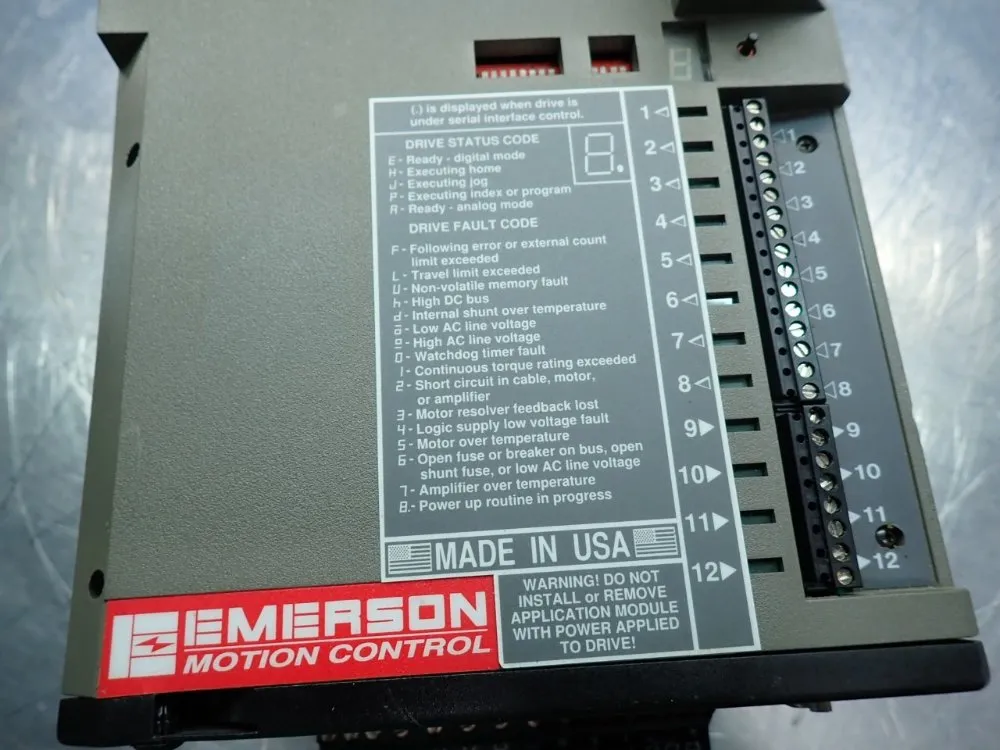 (.) is displayed when drive is
under serial interface control.
DRIVE STATUS CODE
8.
E - Ready - digital mode
H - Executing home
J - Executing jog
P - Executing index or program
A - Ready - analog mode
DRIVE FAULT CODE
F - Following error or external count
limit exceeded
L - Travel limit exceeded
U - Non-volatile memory fault
h - High DC bus
d - Internal shunt over temperature
- Low AC line voltage
- High AC line voltage
0 - Watchdog timer fault
1 - Continuous torque rating exceeded
2 - Short circuit in cable, motor,
or amplifier
3 - Motor resolver feedback lost
4 - Logic supply low voltage fault
5 - Motor over temperature
6 - Open fuse or breaker on bus, open
shunt fuse, or low AC line voltage
7 - Amplifier over temperature
8. - Power up routine in progress
MADE IN USA
WARNING! DO NOT
INSTALL or REMOVE
APPLICATION MODULE
WITH POWER APPLIED
TO DRIVE!
EMERSON
MOTION CONTROL
1
2
3
4
5
6
7
8
9
10
11
12
1
2
3
4
5
6
7
8
9
10
11
12